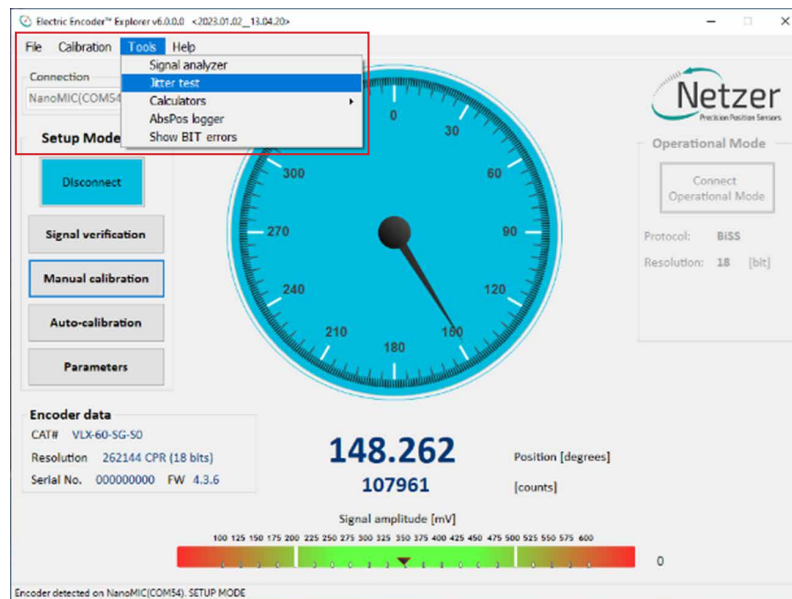 Electric Encoder™ Explorer v6.0.0.0 <2023.01.02__13.04.20>
File Calibration Tools Help
Signal analyzer
Jitter test
Calculators
AbsPos logger
Show BIT errors
Connection
NanoMIC(COM54
Setup Mode
Disconnect
Signal verification
Manual calibration
Auto-calibration
Parameters
0
30
60
90
120
160
180
210
240
270
300
Netzer
Precision Position Sensors
Operational Mode
Connect
Operational Mode
Protocol: BiSS
Resolution: 18 [bit]
Encoder data
CAT# VLX-60-SG-S0
Resolution 262144 CPR (18 bits)
Serial No. 000000000 FW 4.3.6
148.262 Position [degrees]
107961 [counts]
Signal amplitude [mV]
100 125 150 175 200 225 250 275 300 325 350 375 400 425 450 475 500 525 550 575 600
0
Encoder detected on NanoMIC(COM54). SETUP MODE